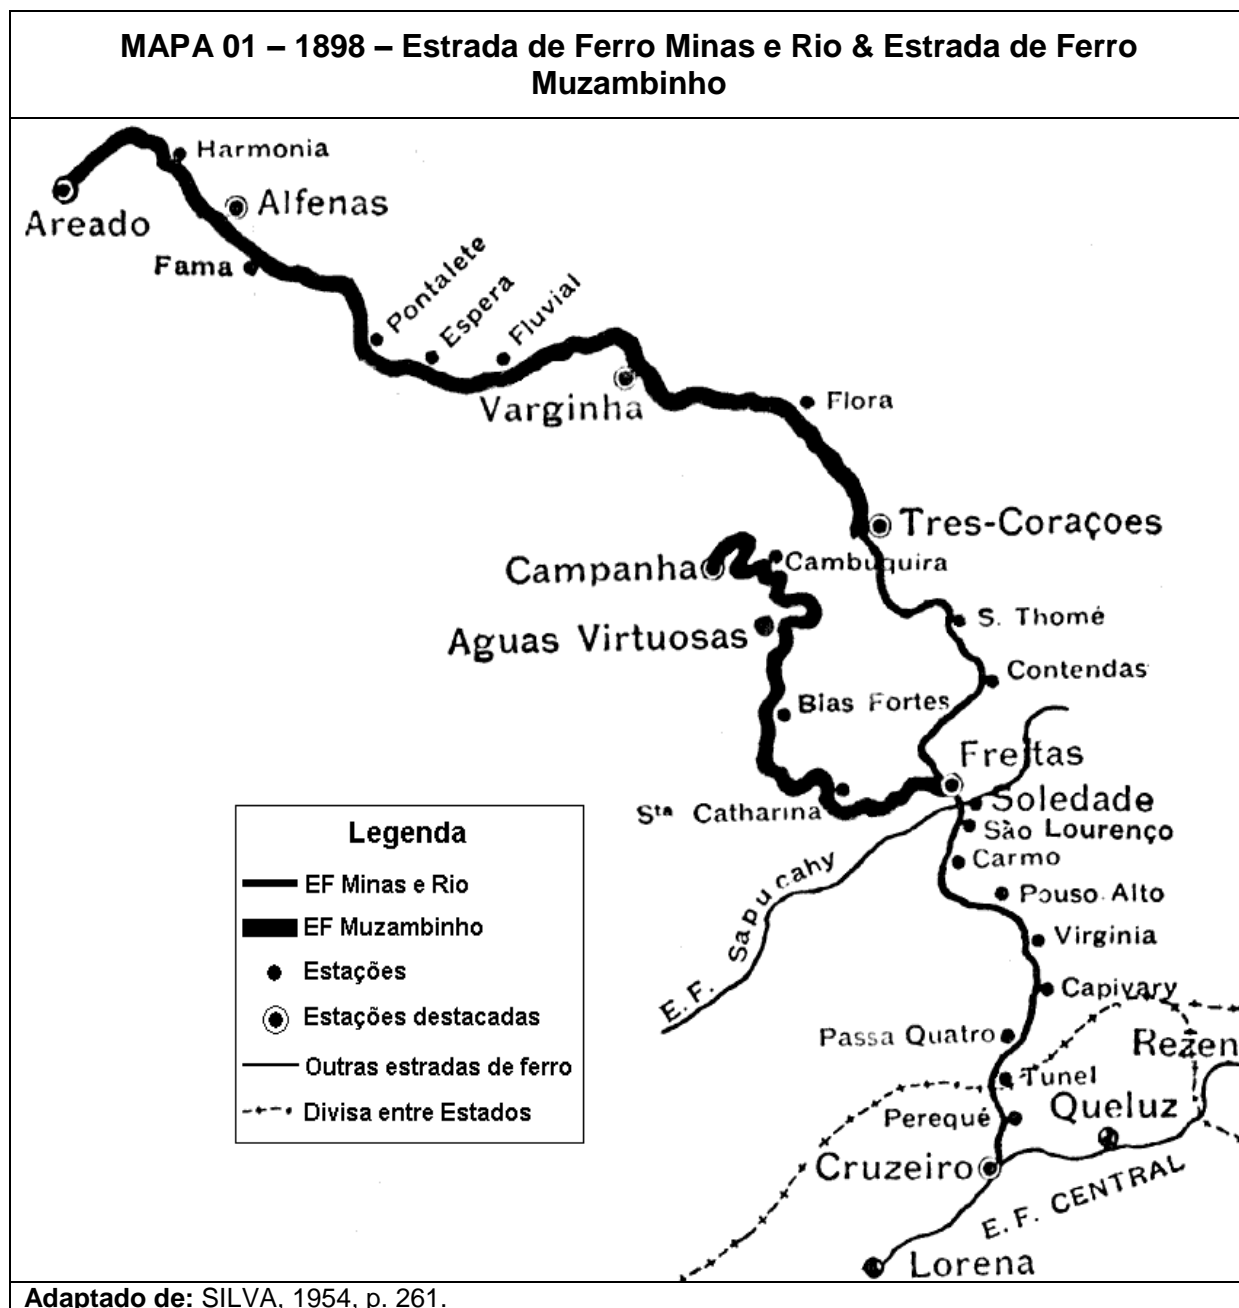 MAPA 01 – 1898 – Estrada de Ferro Minas e Rio & Estrada de Ferro
Muzambinho
Harmonia
Alfenas
Areado
Fama
Pontalete
Espera
Fluvial
Varginha
Flora
Tres-Coraçoes
Campanha
Cambuquira
Aguas Virtuosas
S. Thomé
Contendas
Bias Fortes
Freitas
Sta Catharina
Soledade
São Lourenço
Carmo
Pouso Alto
E.F. Sapucahy
Virginia
Capivary
Passa Quatro
Rezen
Tunel
Queluz
Perequé
Cruzeiro
E.F. CENTRAL
Lorena
Legenda
EF Minas e Rio
EF Muzambinho
Estações
Estações destacadas
Outras estradas de ferro
Divisa entre Estados
Adaptado de: SILVA, 1954, p. 261.